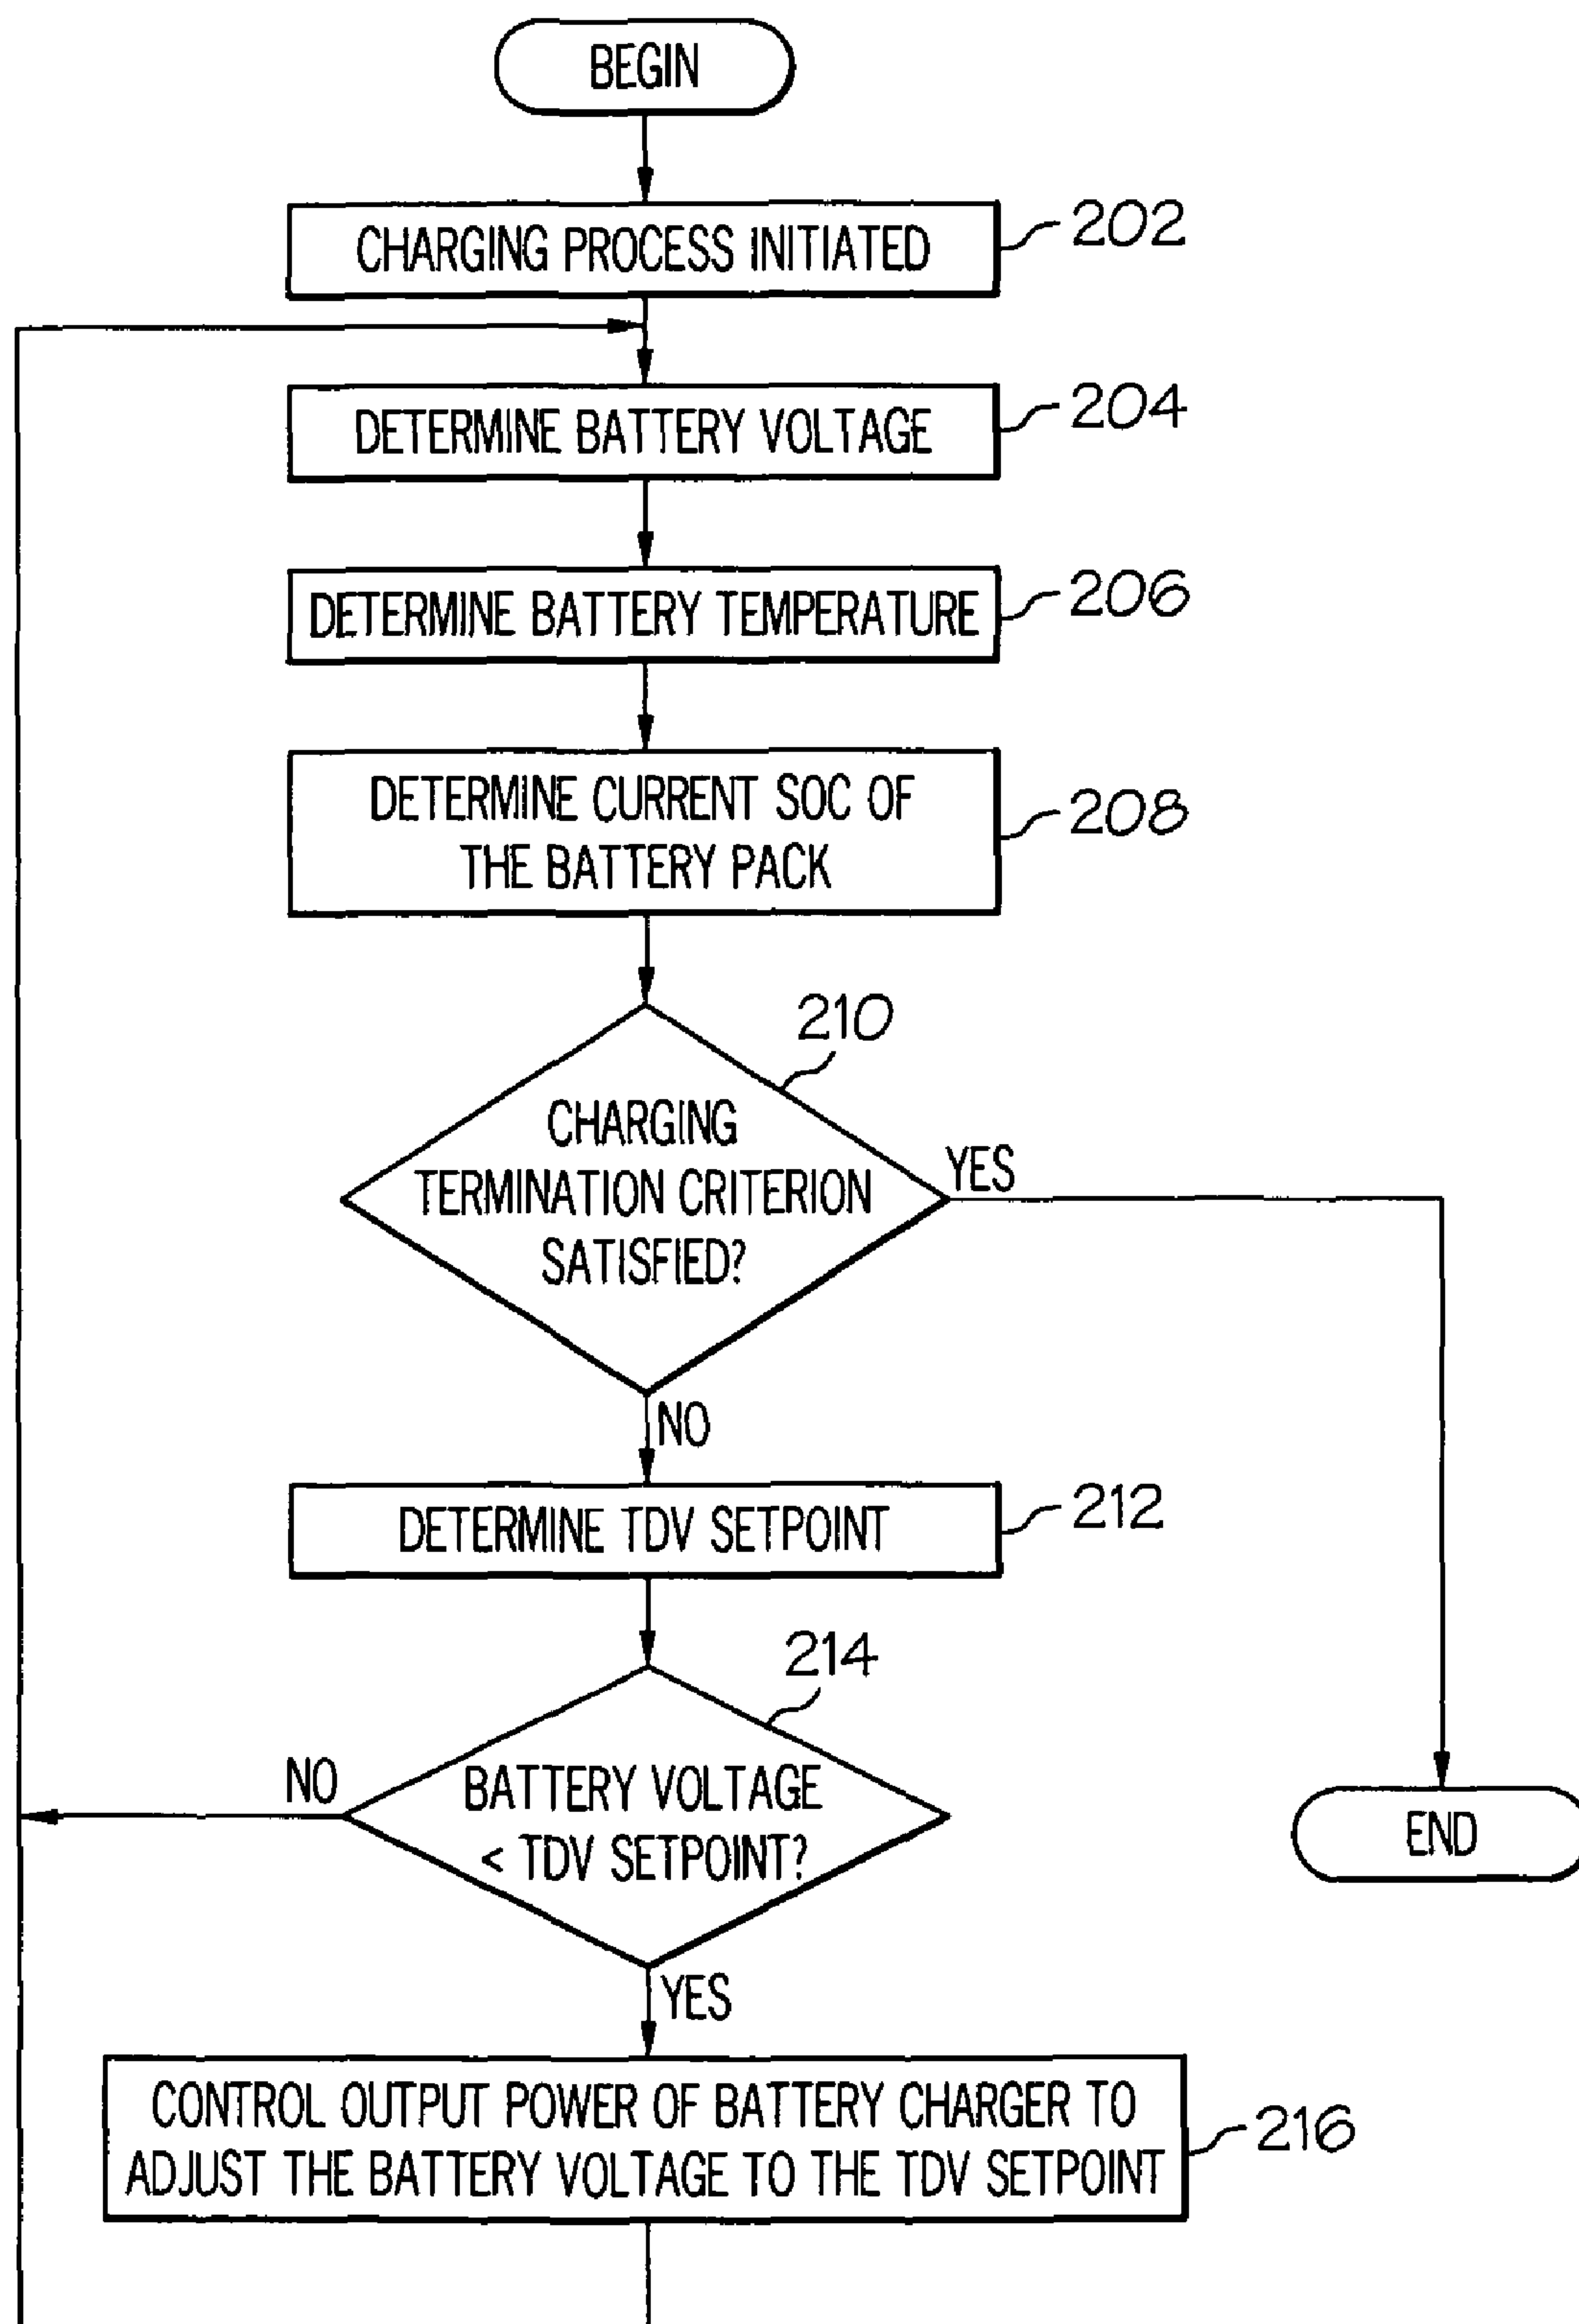 BEGIN
CHARGING PROCESS INITIATED
202
DETERMINE BATTERY VOLTAGE
204
DETERMINE BATTERY TEMPERATURE
206
DETERMINE CURRENT SOC OF
THE BATTERY PACK
208
210
CHARGING
TERMINATION CRITERION
SATISFIED?
YES
NO
DETERMINE TDV SETPOINT
212
214
NO
BATTERY VOLTAGE
< TDV SETPOINT?
END
YES
CONTROL OUTPUT POWER OF BATTERY CHARGER TO
ADJUST THE BATTERY VOLTAGE TO THE TDV SETPOINT
216